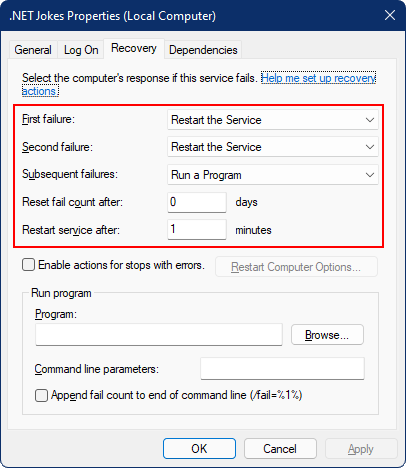 .NET Jokes Properties (Local Computer)
General Log On Recovery Dependencies
Select the computer's response if this service fails. Help me set up recovery
actions.
First failure: Restart the Service
Second failure: Restart the Service
Subsequent failures: Run a Program
Reset fail count after: 0 days
Restart service after: 1 minutes
Enable actions for stops with errors. Restart Computer Options...
Run program
Program:
Browse...
Command line parameters:
Append fail count to end of command line (/fail=%1%)
OK Cancel Apply